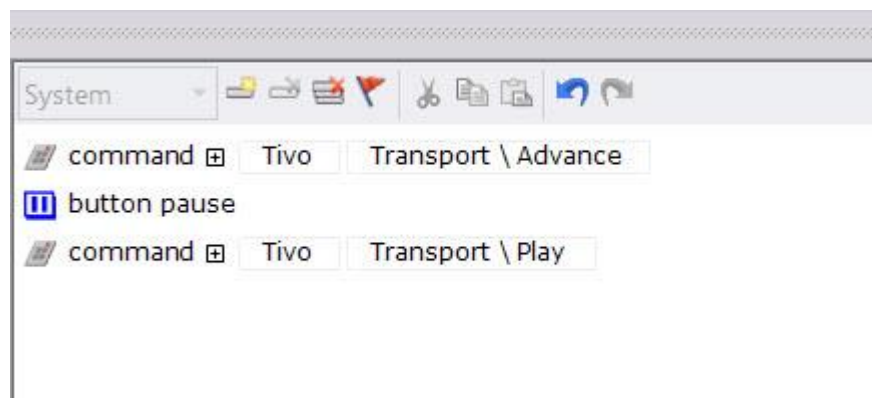 System
command Tivo Transport \ Advance
button pause
command Tivo Transport \ Play